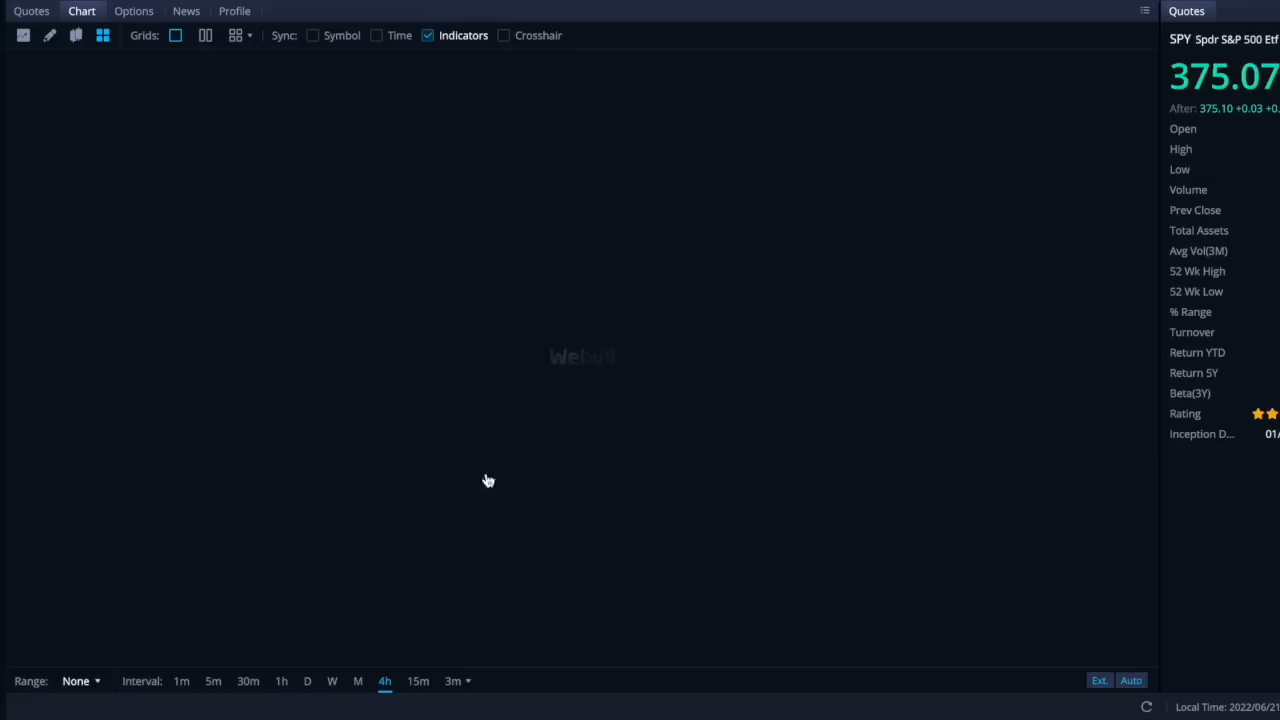 Quotes Chart Options News Profile
Grids: Sync: Symbol Time Indicators Crosshair
Webull
Range: None Interval: 1m 5m 30m 1h D W M 4h 15m 3m Ext. Auto
Quotes
SPY Spdr S&P 500 Etf
375.07
After: 375.10 +0.03 +0.
Open
High
Low
Volume
Prev Close
Total Assets
Avg Vol(3M)
52 Wk High
52 Wk Low
% Range
Turnover
Return YTD
Return 5Y
Beta(3Y)
Rating
Inception D... 01/
Local Time: 2022/06/21